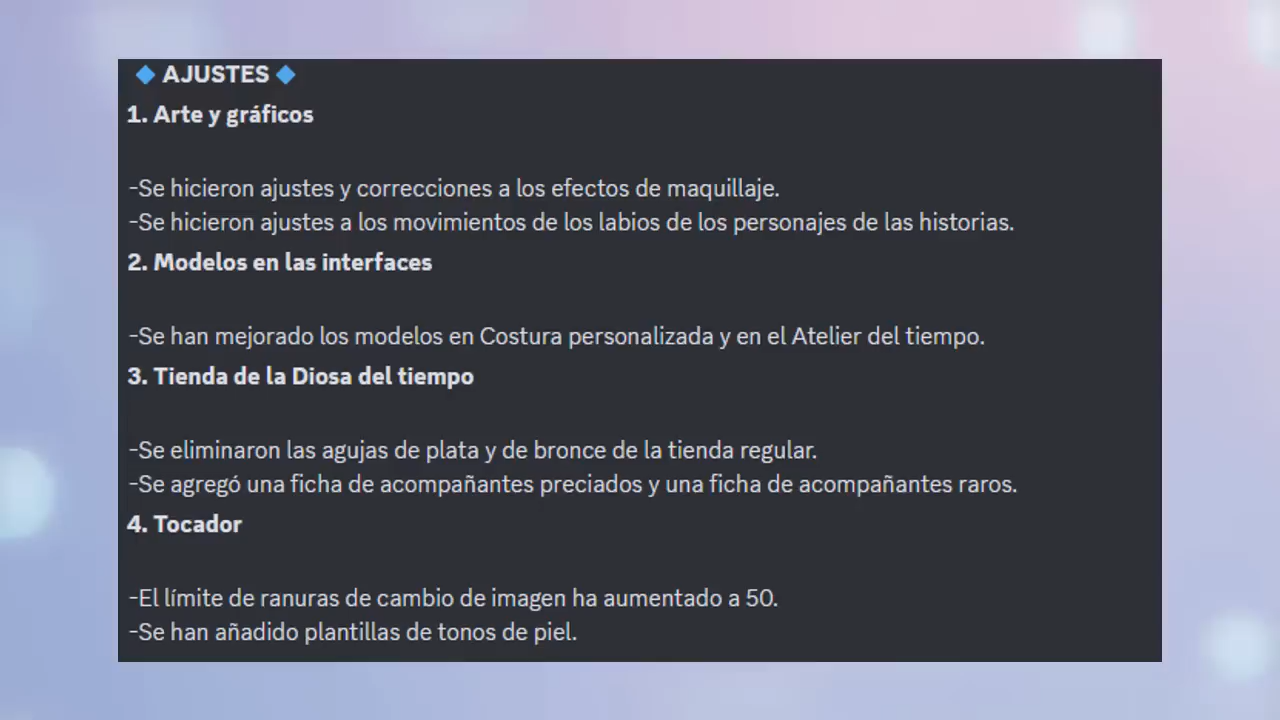 🔷 AJUSTES 🔷
1. Arte y gráficos
-Se hicieron ajustes y correcciones a los efectos de maquillaje.
-Se hicieron ajustes a los movimientos de los labios de los personajes de las historias.
2. Modelos en las interfaces
-Se han mejorado los modelos en Costura personalizada y en el Atelier del tiempo.
3. Tienda de la Diosa del tiempo
-Se eliminaron las agujas de plata y de bronce de la tienda regular.
-Se agregó una ficha de acompañantes preciados y una ficha de acompañantes raros.
4. Tocador
-El límite de ranuras de cambio de imagen ha aumentado a 50.
-Se han añadido plantillas de tonos de piel.